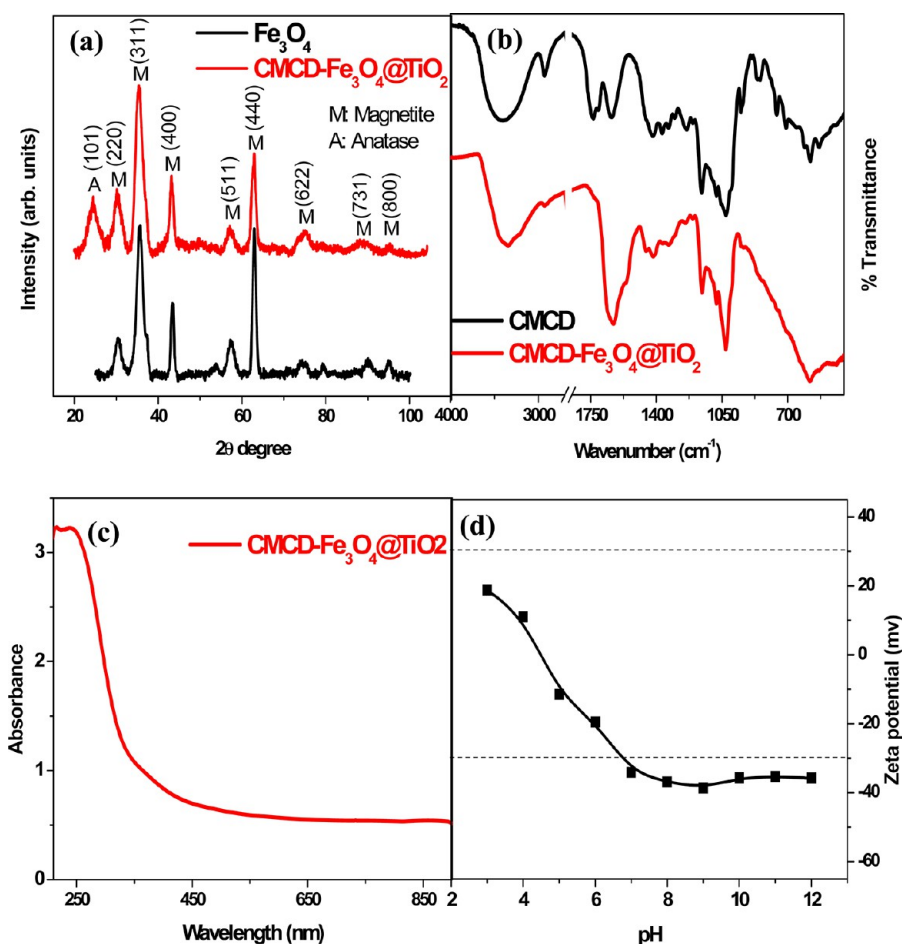 (a)
Fe₃O₄
CMCD-Fe₃O₄@TiO₂
M: Magnetite
A: Anatase
A (101)
M (220)
M (311)
M (400)
M (511)
M (440)
M (622)
M (731)
M (800)
Intensity (arb. units)
20 40 60 80 100
2θ degree
(b)
CMCD
CMCD-Fe₃O₄@TiO₂
% Transmittance
4000 3000 1750 1400 1050 700
Wavenumber (cm⁻¹)
(c)
CMCD-Fe₃O₄@TiO2
Absorbance
3
2
1
0
250 450 650 850
Wavelength (nm)
(d)
40
20
0
-20
-40
-60
Zeta potential (mv)
2 4 6 8 10 12
pH